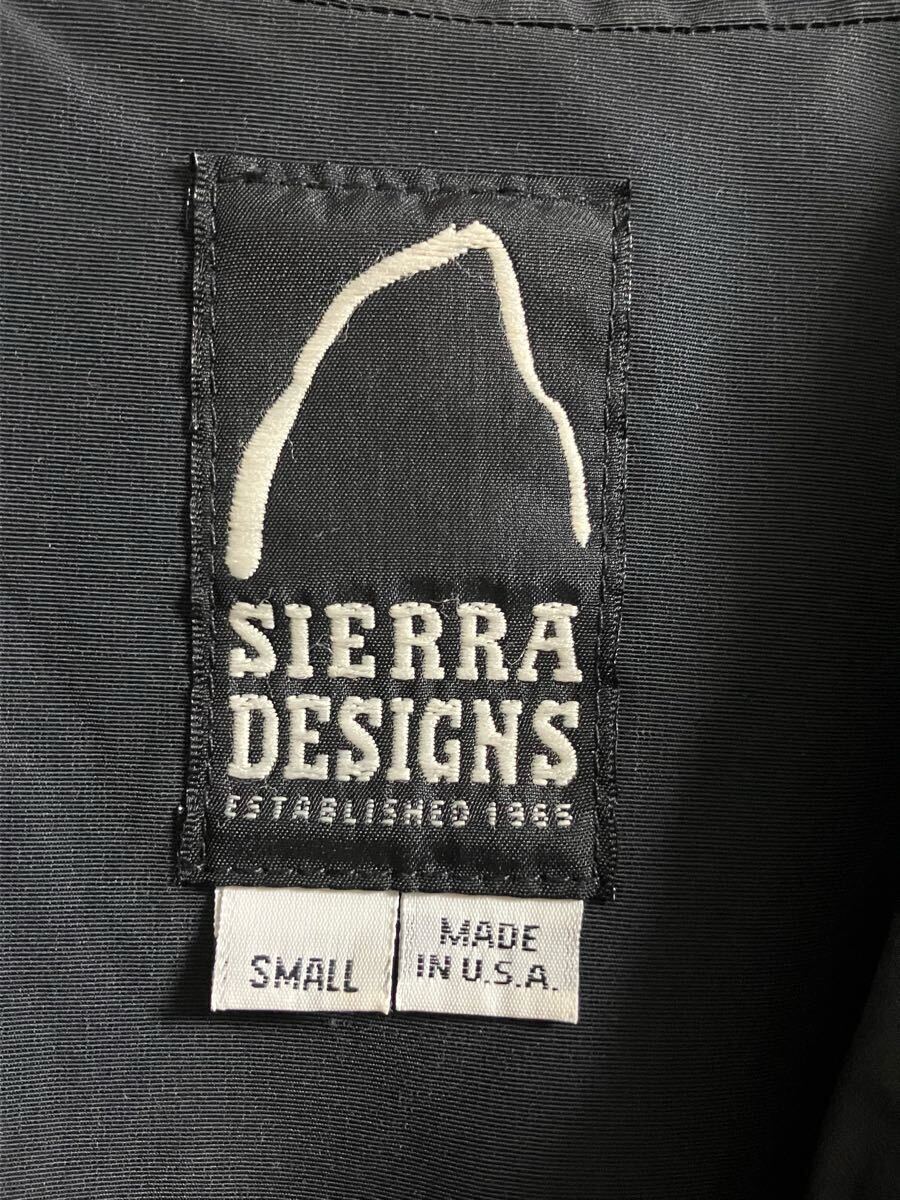 SIERRA
DESIGNS
ESTABLISHED 1965
SMALL
MADE
IN U.S.A.